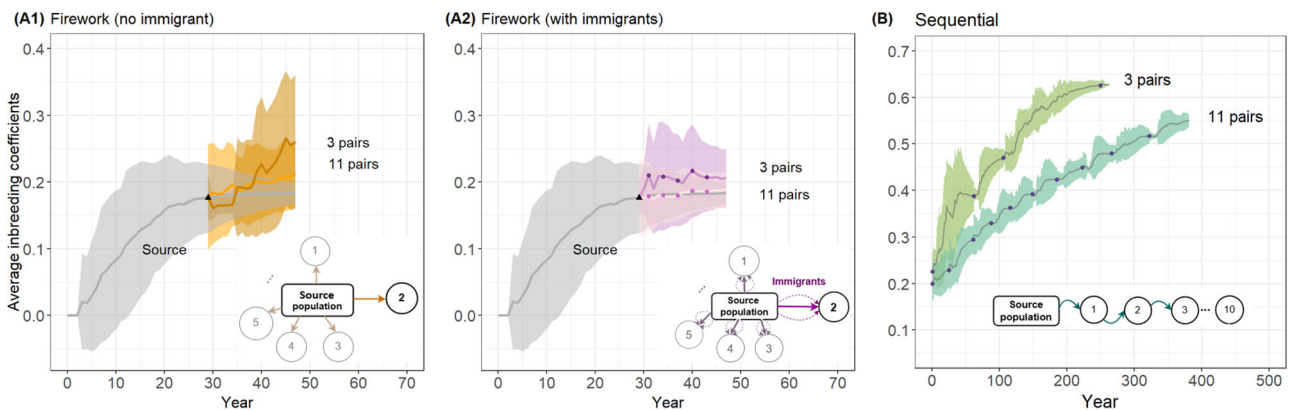 (A1) Firework (no immigrant)
Average inbreeding coefficients
0.4
0.3
0.2
0.1
0.0
3 pairs
11 pairs
Source
1
...
Source
population
2
5
4
3
0 10 20 30 40 50 60 70
Year
(A2) Firework (with immigrants)
0.4
0.3
0.2
0.1
0.0
3 pairs
11 pairs
Source
1
...
Immigrants
Source
population
2
5
4
3
0 10 20 30 40 50 60 70
Year
(B) Sequential
0.7
0.6
0.5
0.4
0.3
0.2
0.1
3 pairs
11 pairs
Source
population
1 2 3 ... 10
0 100 200 300 400 500
Year